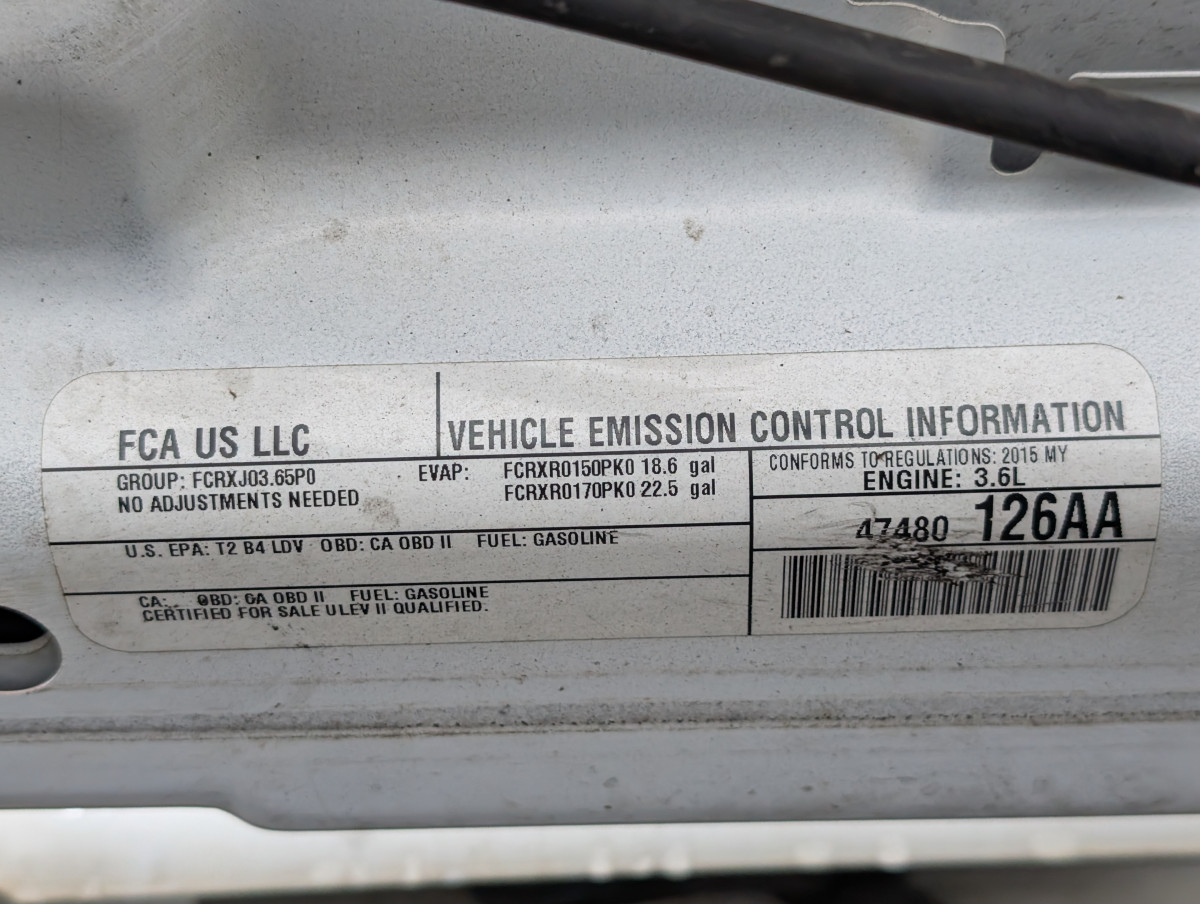 FCA US LLC
VEHICLE EMISSION CONTROL INFORMATION
GROUP: FCRXJ03.65P0
NO ADJUSTMENTS NEEDED
EVAP: FCRXR0150PK0 18.6 gal
FCRXR0170PK0 22.5 gal
CONFORMS TO REGULATIONS: 2015 MY
ENGINE: 3.6L
47480 126AA
U.S. EPA: T2 B4 LDV OBD: CA OBD II FUEL: GASOLINE
CA: OBD: CA OBD II FUEL: GASOLINE
CERTIFIED FOR SALE ULEV II QUALIFIED.